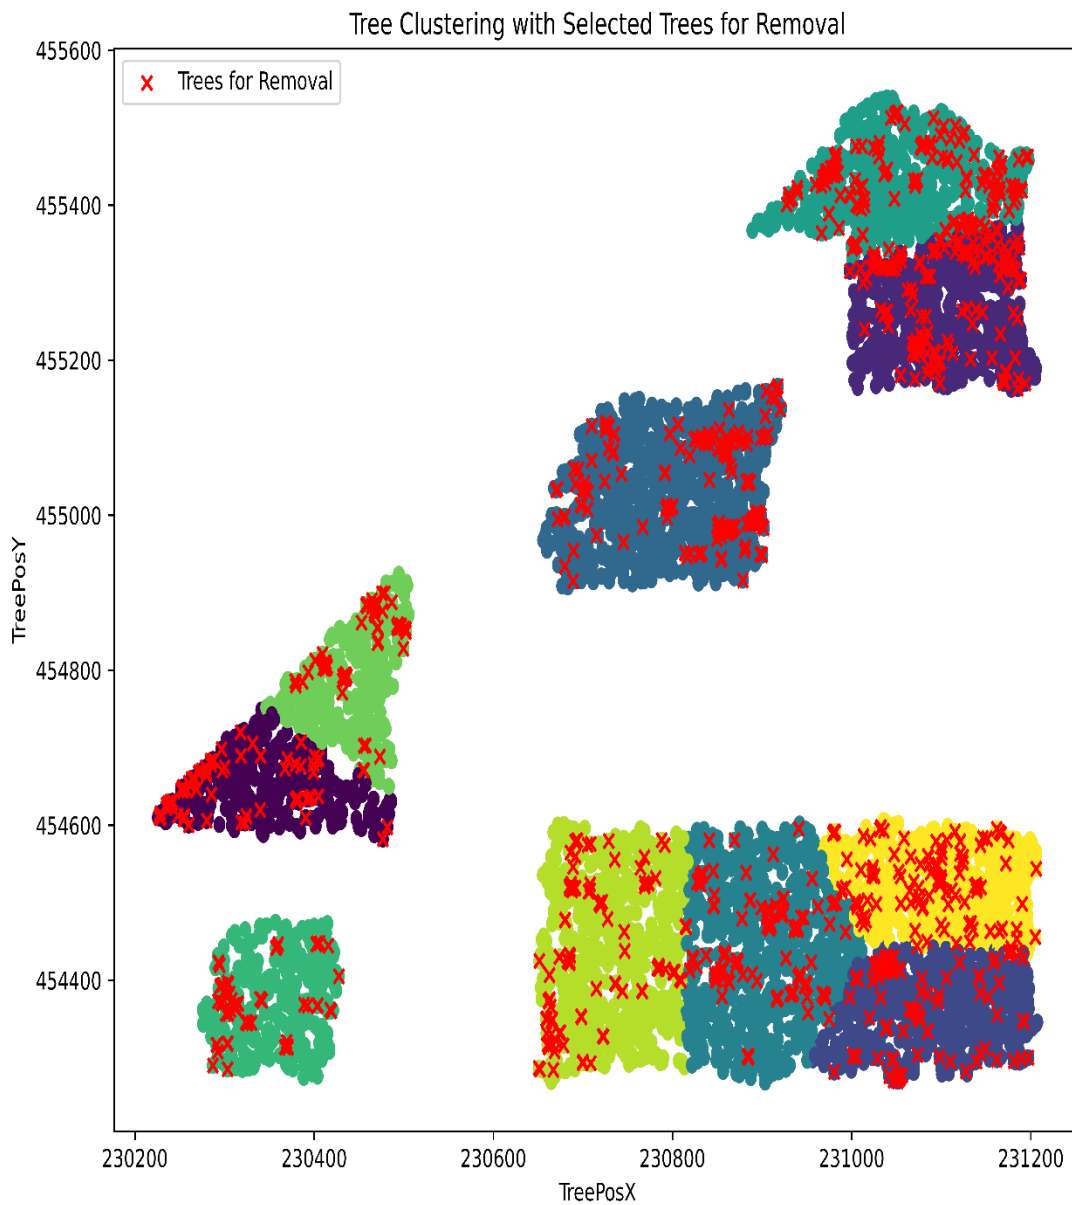 Tree Clustering with Selected Trees for Removal
Trees for Removal
455600
455400
455200
455000
454800
454600
454400
TreePosY
230200 230400 230600 230800 231000 231200
TreePosX